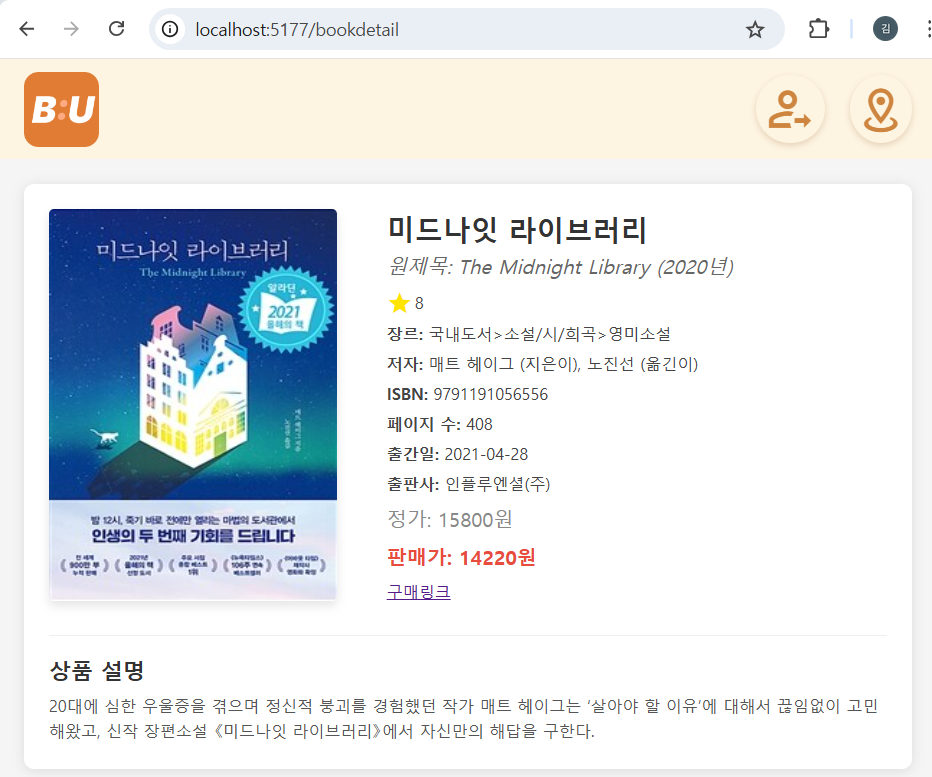 localhost:5177/bookdetail
김
B:U
미드나잇 라이브러리
The Midnight Library
알라딘
2021
올해의 책
매트 헤이그 지음
노진선 옮김
밤 12시, 죽기 바로 전에만 열리는 마법의 도서관에서
인생의 두 번째 기회를 드립니다
전 세계
900만 부
누적 판매
2021년
올해의 책
선정 도서
주요 서점
종합 베스트
1위
《뉴욕타임스》
106주 연속
베스트셀러
미드나잇 라이브러리
원제목: The Midnight Library (2020년)
8
장르: 국내도서>소설/시/희곡>영미소설
저자: 매트 헤이그 (지은이), 노진선 (옮긴이)
ISBN: 9791191056556
페이지 수: 408
출간일: 2021-04-28
출판사: 인플루엔셜(주)
정가: 15800원
판매가: 14220원
구매링크
상품 설명
20대에 심한 우울증을 겪으며 정신적 붕괴를 경험했던 작가 매트 헤이그는 ‘살아야 할 이유’에 대해서 끊임없이 고민
해왔고, 신작 장편소설 《미드나잇 라이브러리》에서 자신만의 해답을 구한다.